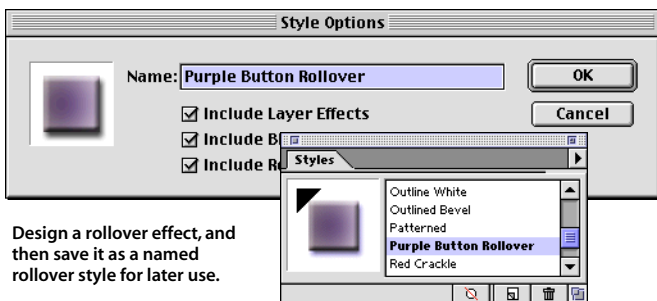 Style Options
Name: Purple Button Rollover
OK
Include Layer Effects
Cancel
Include
Include
Styles
Outline White
Outlined Bevel
Patterned
Purple Button Rollover
Red Crackle
Design a rollover effect, and
then save it as a named
rollover style for later use.